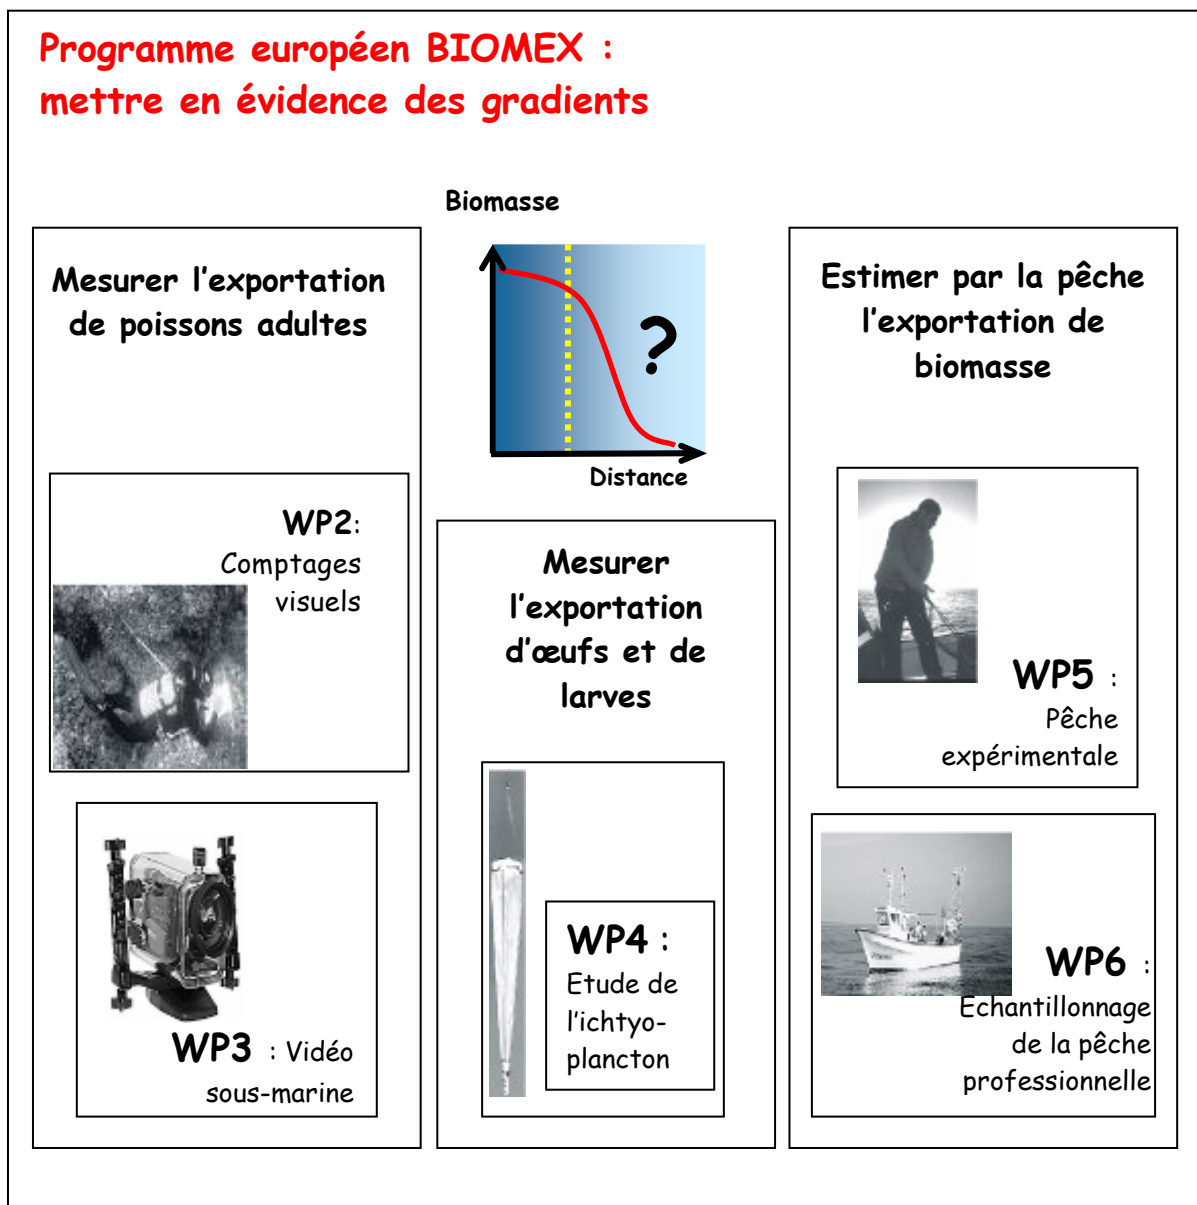 Programme européen BIOMEX :
mettre en évidence des gradients
Biomasse
?
Distance
Mesurer l'exportation
de poissons adultes
WP2:
Comptages
visuels
WP3 : Vidéo
sous-marine
Mesurer
l'exportation
d'œufs et de
larves
WP4 :
Etude de
l'ichtyo-
plancton
Estimer par la pêche
l'exportation de
biomasse
WP5 :
Pêche
expérimentale
WP6 :
Echantillonnage
de la pêche
professionnelle